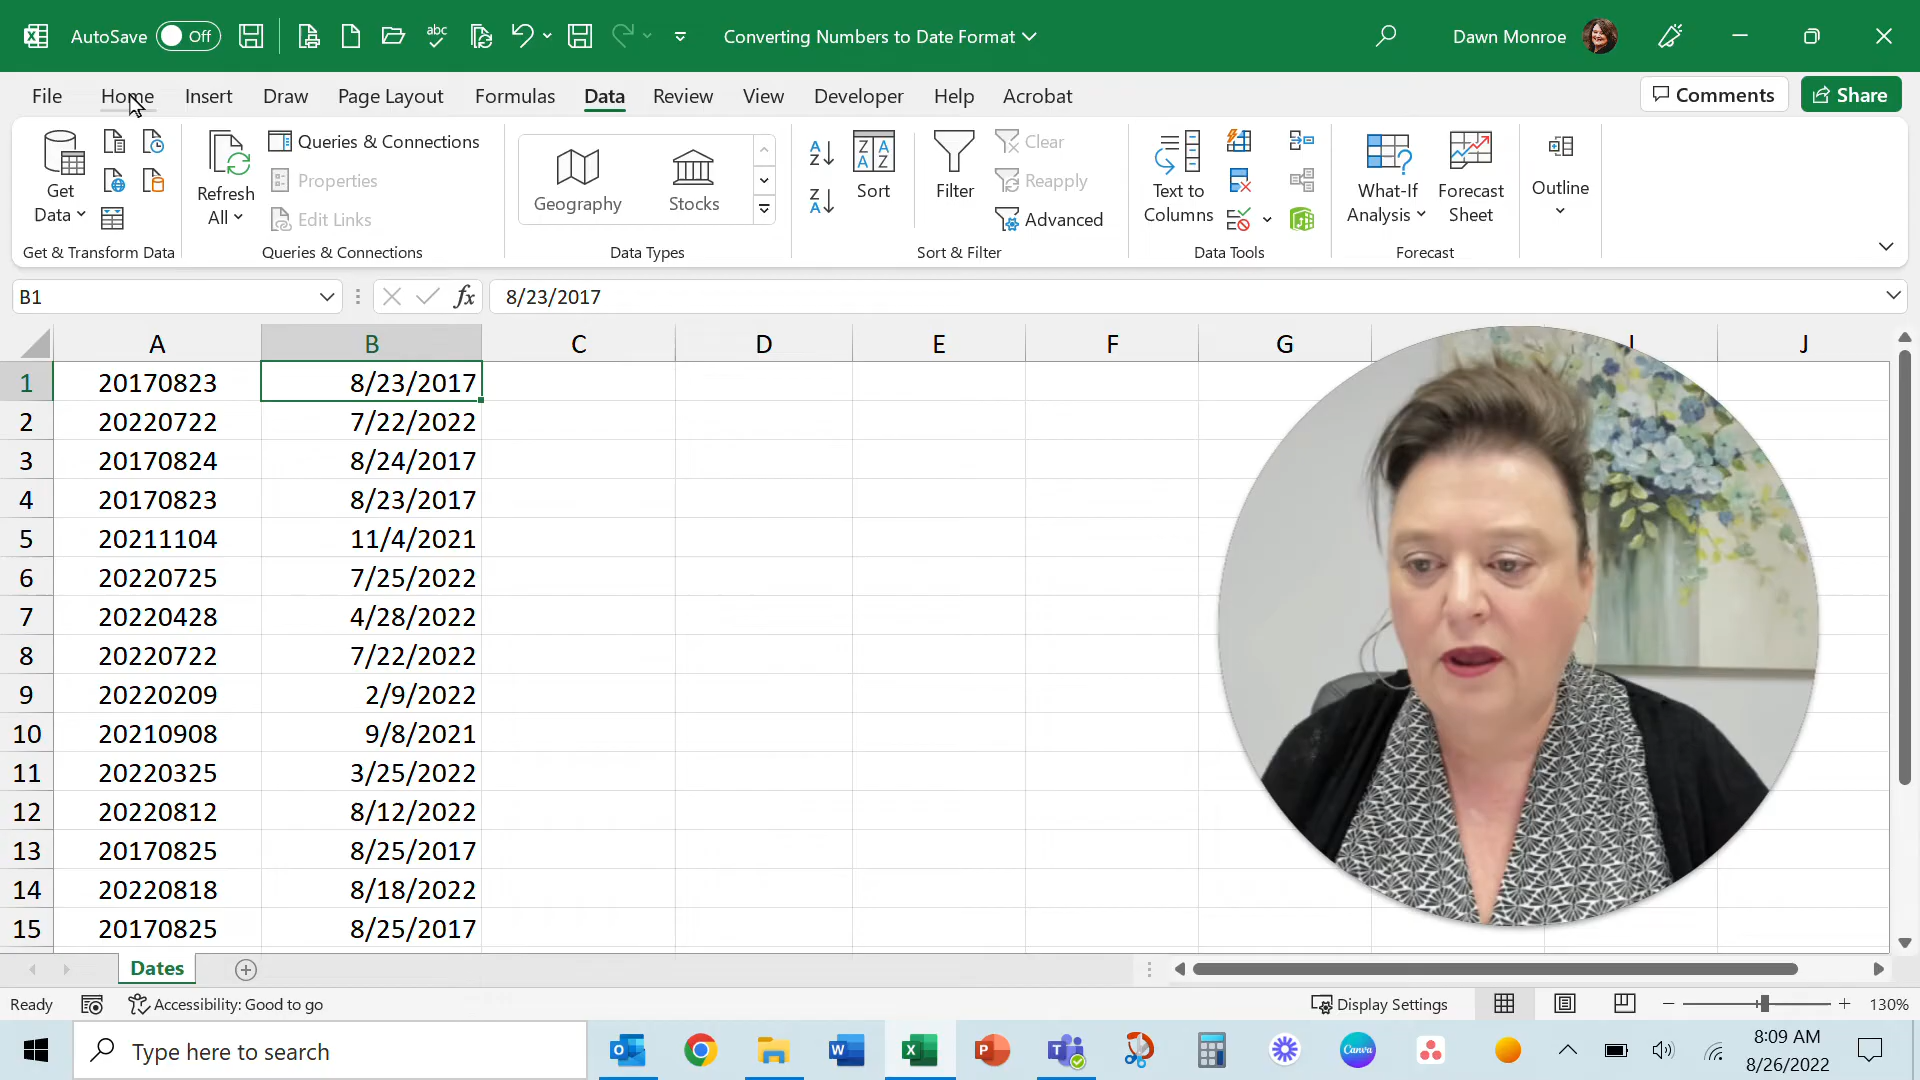 AutoSave Off abc Converting Numbers to Date Format Dawn Monroe
File Home Insert Draw Page Layout Formulas Data Review View Developer Help Acrobat Comments Share
Get Data
Get & Transform Data
Refresh All
Queries & Connections
Properties
Edit Links
Queries & Connections
Geography Stocks
Data Types
Sort
Filter
Clear
Reapply
Advanced
Sort & Filter
Text to Columns
Data Tools
What-If Analysis
Forecast Sheet
Forecast
Outline
B1 fx 8/23/2017
A B C D E F G J
1 20170823 8/23/2017
2 20220722 7/22/2022
3 20170824 8/24/2017
4 20170823 8/23/2017
5 20211104 11/4/2021
6 20220725 7/25/2022
7 20220428 4/28/2022
8 20220722 7/22/2022
9 20220209 2/9/2022
10 20210908 9/8/2021
11 20220325 3/25/2022
12 20220812 8/12/2022
13 20170825 8/25/2017
14 20220818 8/18/2022
15 20170825 8/25/2017
Dates
Ready Accessibility: Good to go Display Settings 130%
Type here to search Canva 8:09 AM
8/26/2022